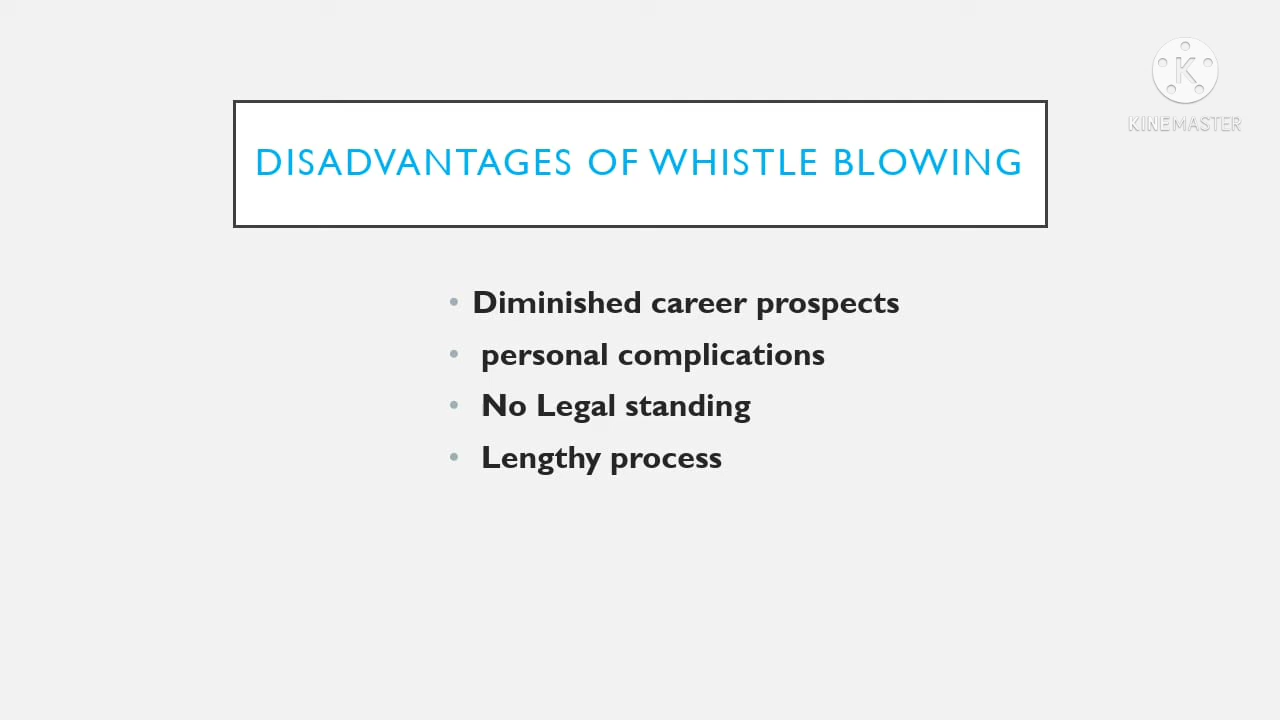 K
KINEMASTER
DISADVANTAGES OF WHISTLE BLOWING
• Diminished career prospects
• personal complications
• No Legal standing
• Lengthy process